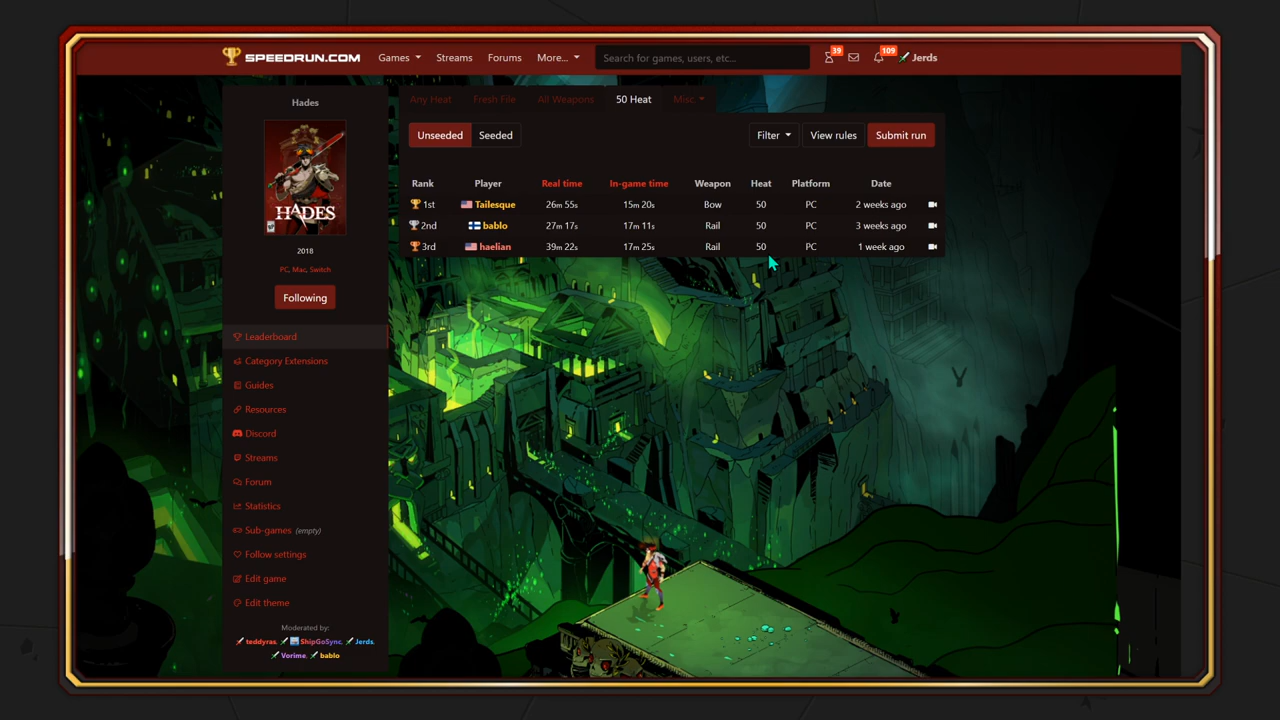 SPEEDRUN.COM Games Streams Forums More... Search for games, users, etc... 39 109 Jerds
Hades
HADES
2018
PC, Mac, Switch
Following
Leaderboard
Category Extensions
Guides
Resources
Discord
Streams
Forum
Statistics
Sub-games (empty)
Follow settings
Edit game
Edit theme
Moderated by:
teddyras, ShipGoSync, Jerds,
Vorime, bablo
Any Heat Fresh File All Weapons 50 Heat Misc
Unseeded Seeded Filter View rules Submit run
Rank Player Real time In-game time Weapon Heat Platform Date
1st Tailesque 26m 55s 15m 20s Bow 50 PC 2 weeks ago
2nd bablo 27m 17s 17m 11s Rail 50 PC 3 weeks ago
3rd haelian 39m 22s 17m 25s Rail 50 PC 1 week ago